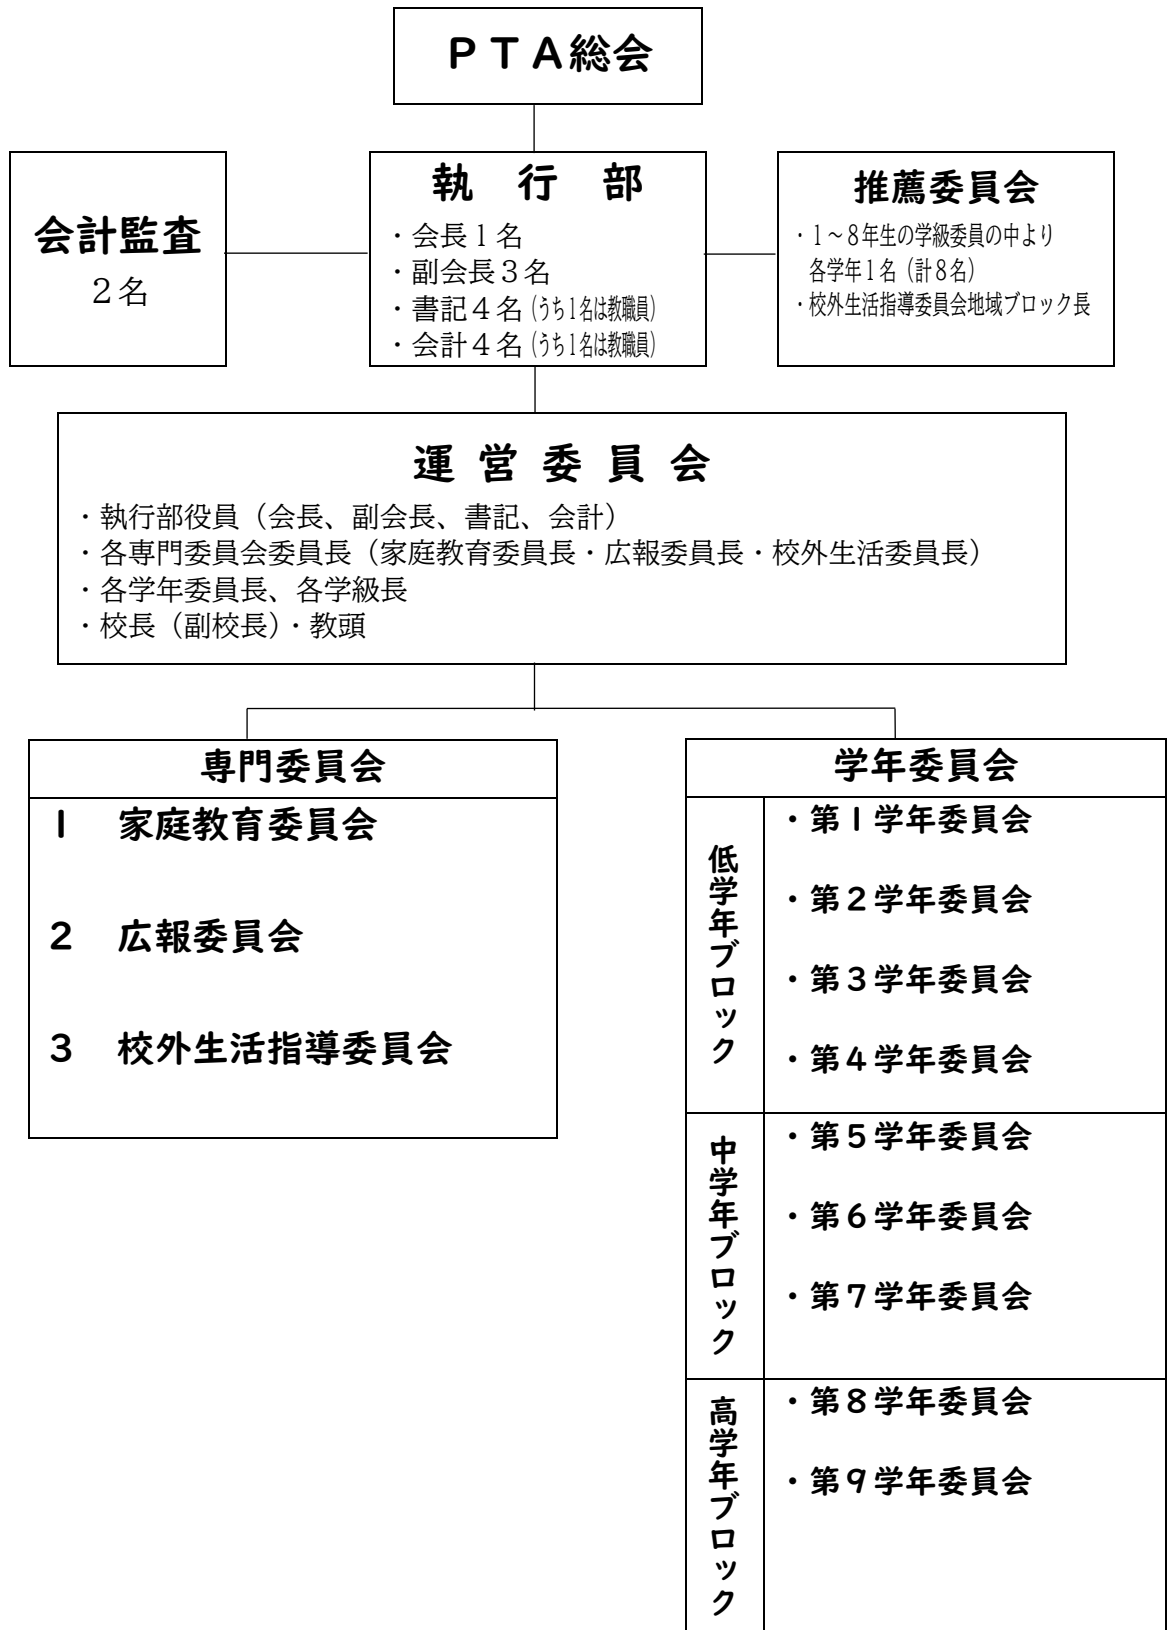 ＰＴＡ総会
会計監査
２名
執　行　部
・会長１名
・副会長３名
・書記４名（うち１名は教職員）
・会計４名（うち１名は教職員）
推薦委員会
・１～８年生の学級委員の中より
各学年１名（計８名）
・校外生活指導委員会地域ブロック長
運 営 委 員 会
・執行部役員（会長、副会長、書記、会計）
・各専門委員会委員長（家庭教育委員長・広報委員長・校外生活委員長）
・各学年委員長、各学級長
・校長（副校長）・教頭
専門委員会
１　家庭教育委員会
２　広報委員会
３　校外生活指導委員会
学年委員会
低学年ブロック
・第１学年委員会
・第２学年委員会
・第３学年委員会
・第４学年委員会
中学年ブロック
・第５学年委員会
・第６学年委員会
・第７学年委員会
高学年ブロック
・第８学年委員会
・第９学年委員会